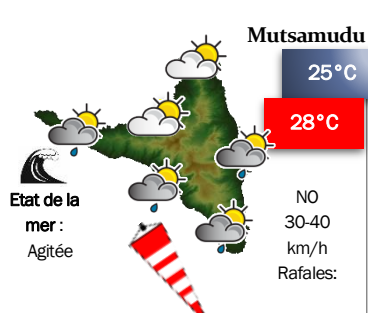 Mutsamudu
25°C
28°C
Etat de la
mer :
Agitée
NO
30-40
km/h
Rafales: